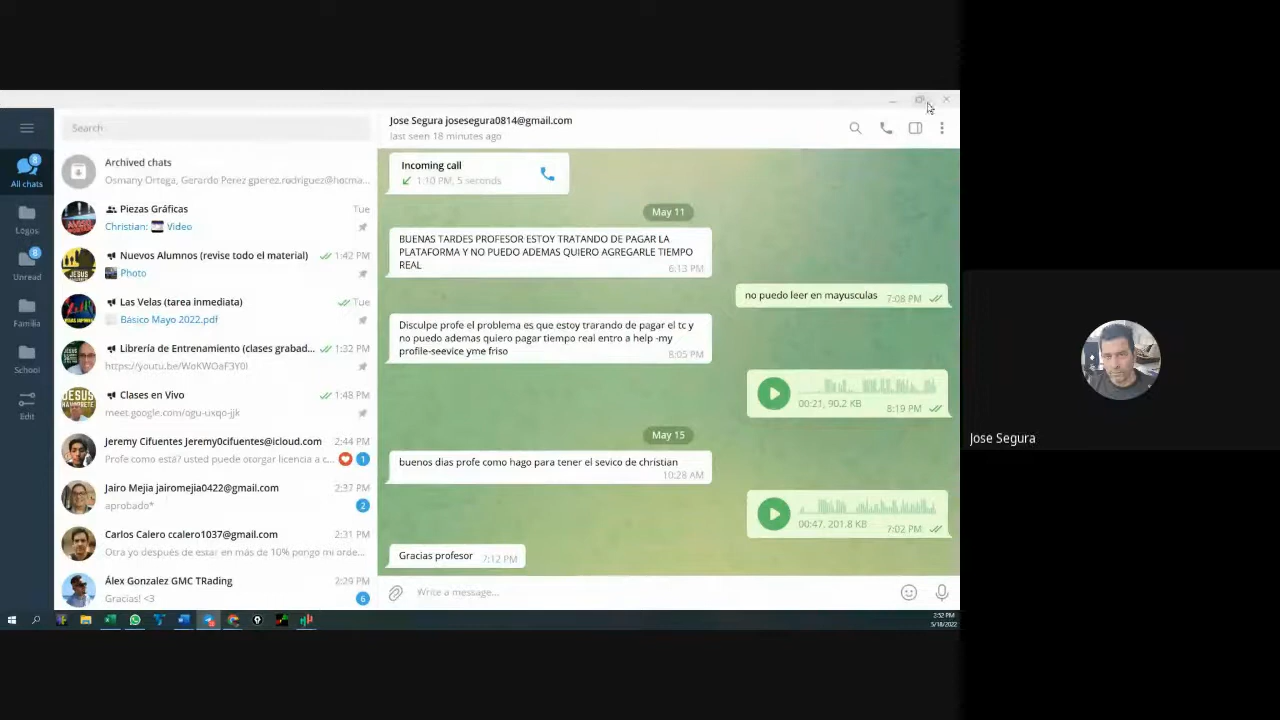 Search
Jose Segura josesegura0814@gmail.com
last seen 18 minutes ago
All chats
8
Logos
Unread
8
Familia
School
Edit
Archived chats
Osmany Ortega, Gerardo Perez gperez.rodriguez@hotma...
Piezas Gráficas
Tue
Christian: Video
Nuevos Alumnos (revise todo el material)
1:42 PM
Photo
Las Velas (tarea inmediata)
Tue
Básico Mayo 2022.pdf
Librería de Entrenamiento (clases grabad...
1:32 PM
https://youtu.be/WoKWOaF3Y0I
Clases en Vivo
1:48 PM
meet.google.com/ogu-uxqo-jjk
Jeremy Cifuentes Jeremy0cifuentes@icloud.com
2:44 PM
Profe como está? usted puede otorgar licencia a c...
1
Jairo Mejia jairomejia0422@gmail.com
2:37 PM
aprobado*
2
Carlos Calero ccalero1037@gmail.com
2:31 PM
Otra yo después de estar en más de 10% pongo mi orde...
Álex Gonzalez GMC TRading
2:29 PM
Gracias! <3
6
Incoming call
1:10 PM, 5 seconds
May 11
BUENAS TARDES PROFESOR ESTOY TRATANDO DE PAGAR LA
PLATAFORMA Y NO PUEDO ADEMAS QUIERO AGREGARLE TIEMPO
REAL
6:13 PM
no puedo leer en mayusculas
7:08 PM
Disculpe profe el problema es que estoy trarando de pagar el tc y
no puedo ademas quiero pagar tiempo real entro a help -my
profile-seevice yme friso
8:05 PM
00:21, 90.2 KB
8:19 PM
May 15
buenos dias profe como hago para tener el sevico de christian
10:28 AM
00:47, 201.8 KB
7:02 PM
Gracias profesor
7:12 PM
Write a message...
2:52 PM
5/18/2022
Jose Segura